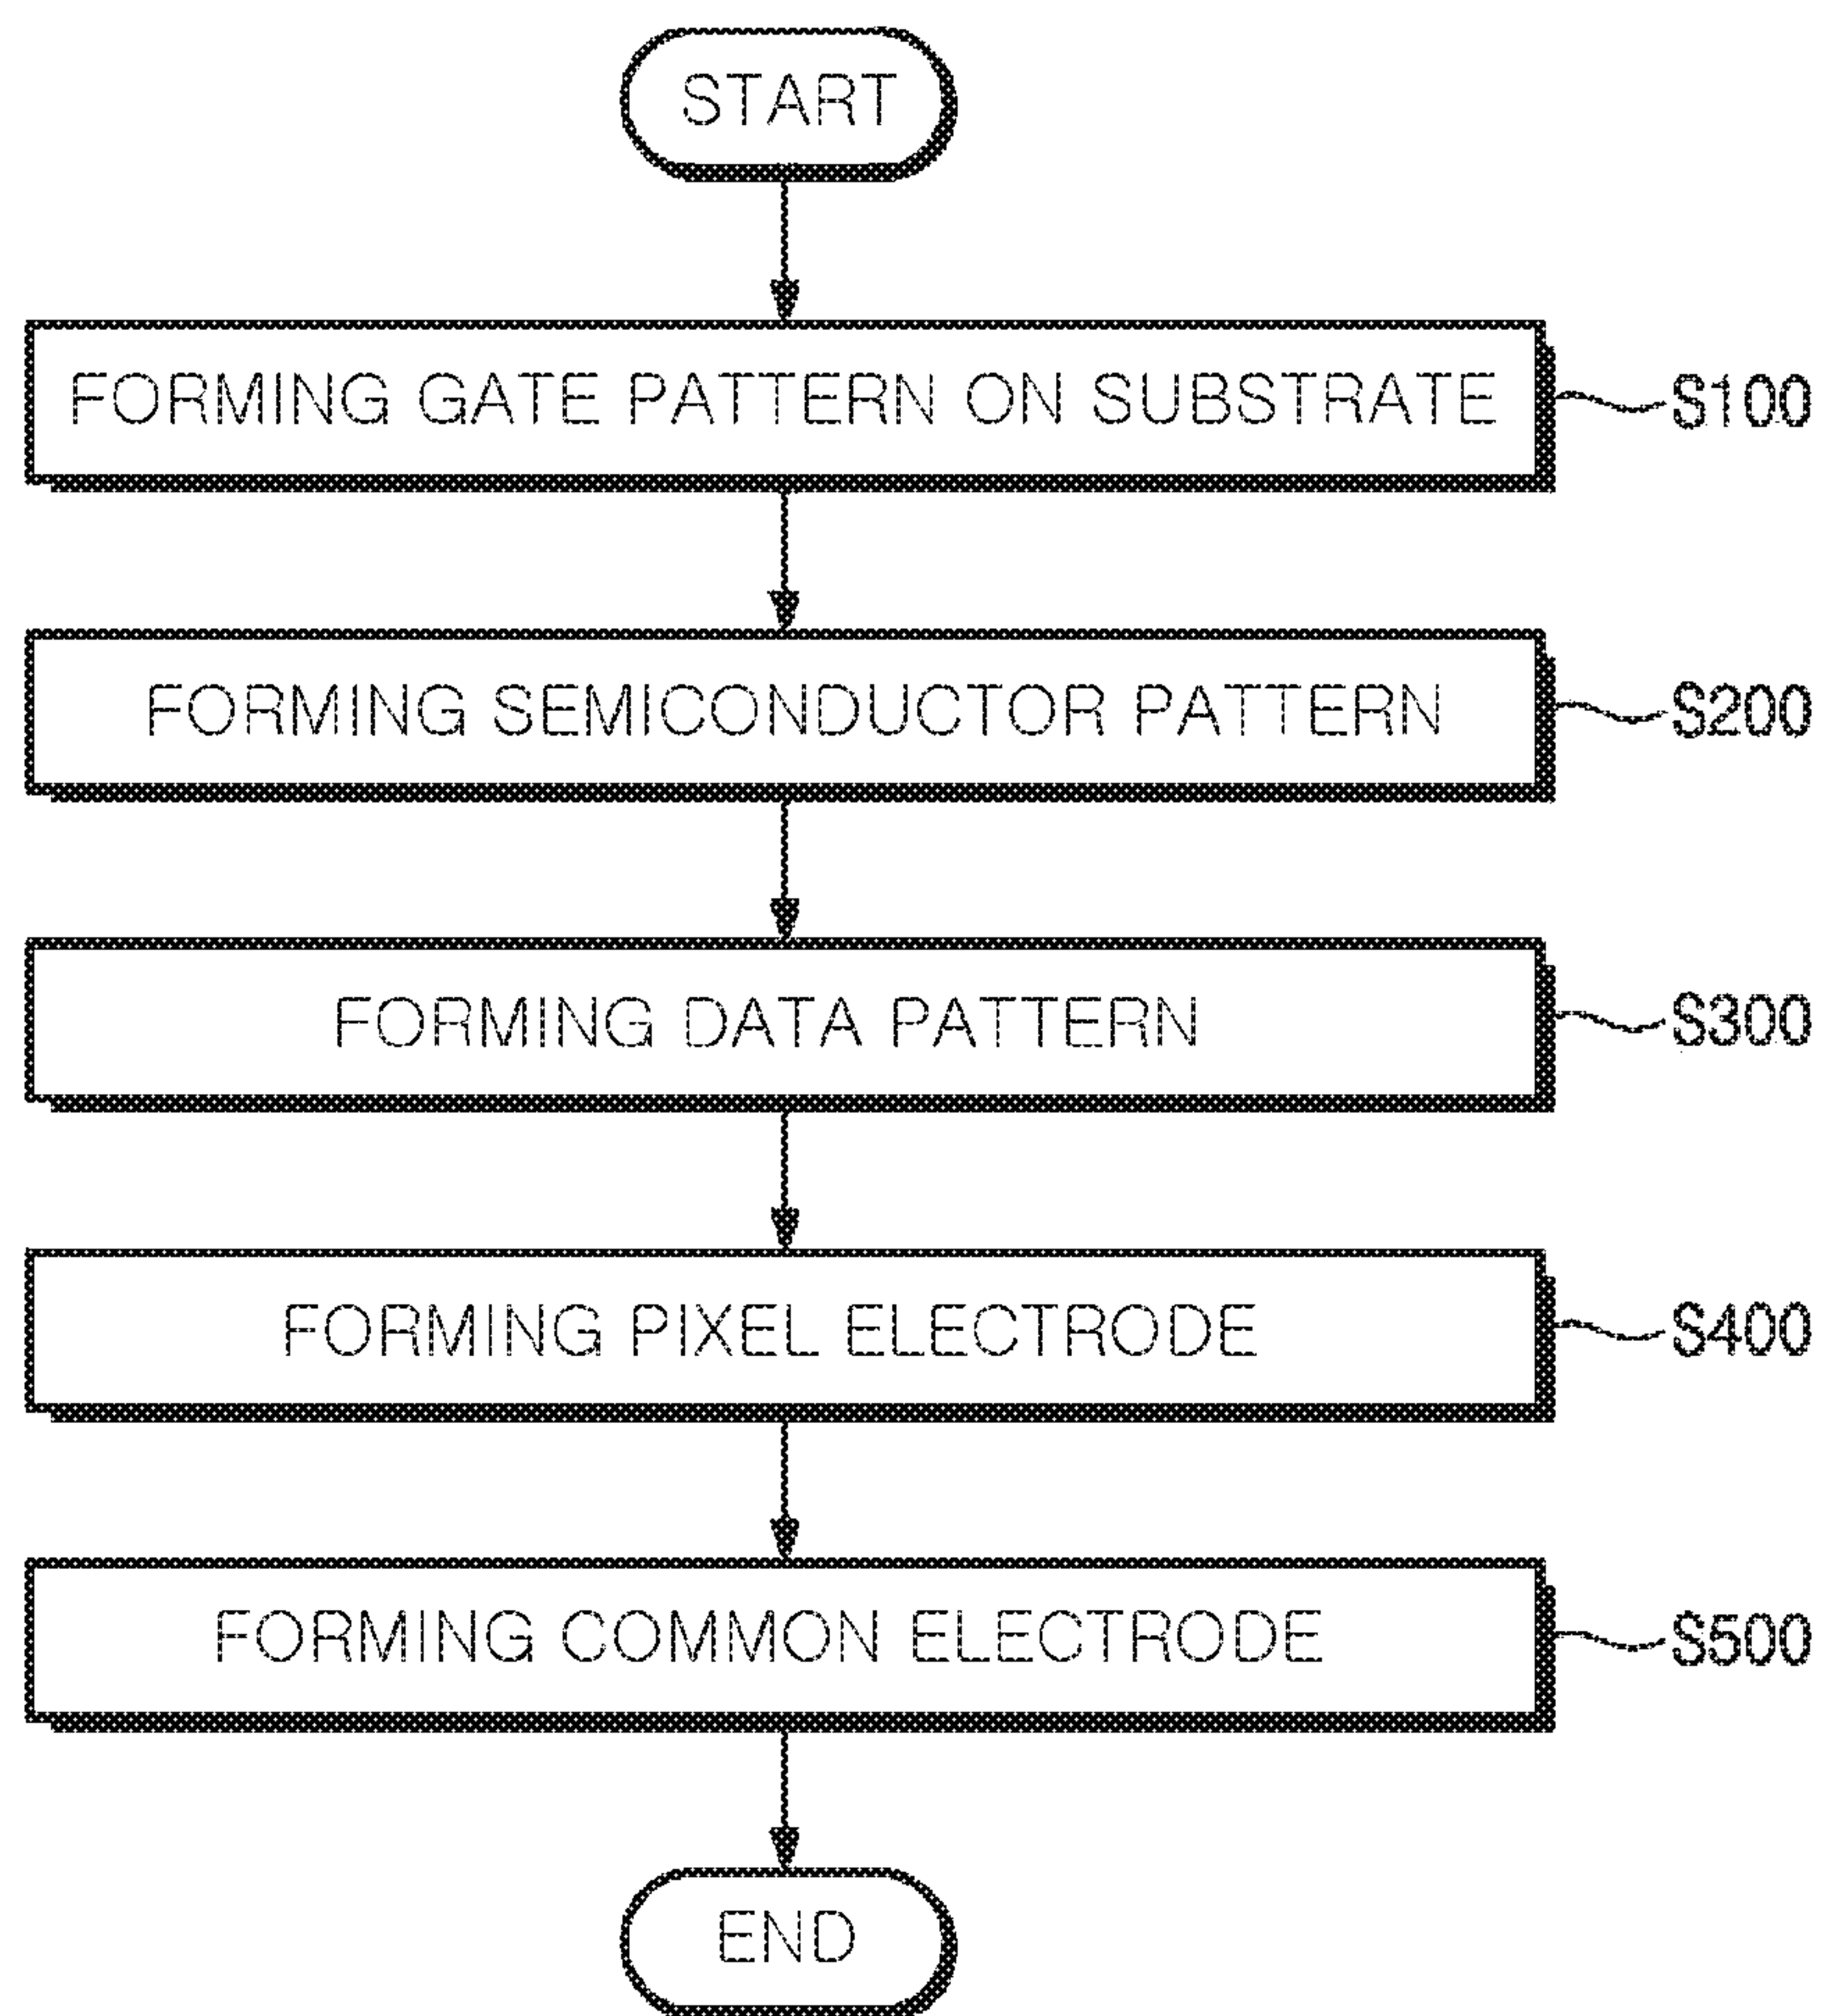 START
FORMING GATE PATTERN ON SUBSTRATE
S100
FORMING SEMICONDUCTOR PATTERN
S200
FORMING DATA PATTERN
S300
FORMING PIXEL ELECTRODE
S400
FORMING COMMON ELECTRODE
S500
END